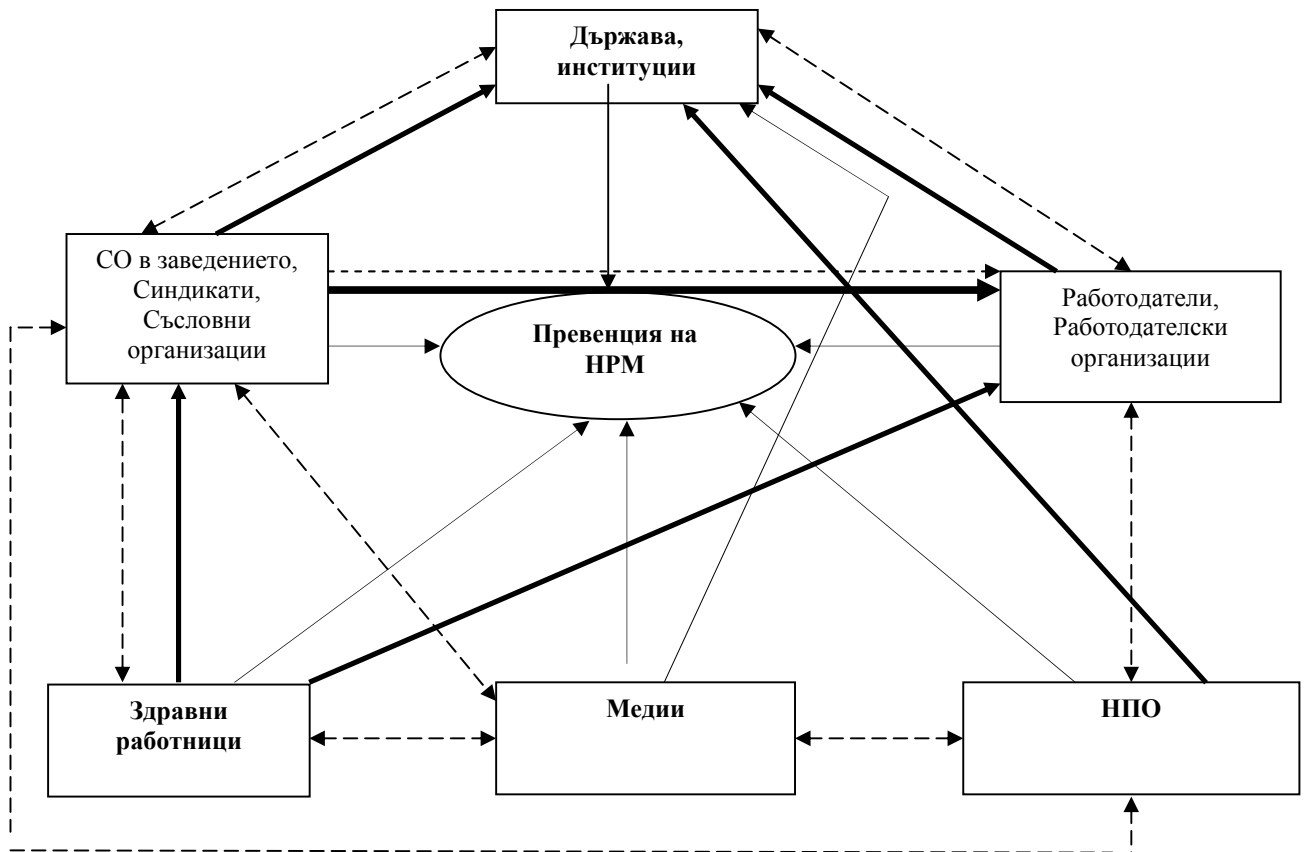 Държава,
институции
СО в заведението,
Синдикати,
Съсловни
организации
Работодатели,
Работодателски
организации
Превенция на
НРМ
Здравни
работници
Медии
НПО